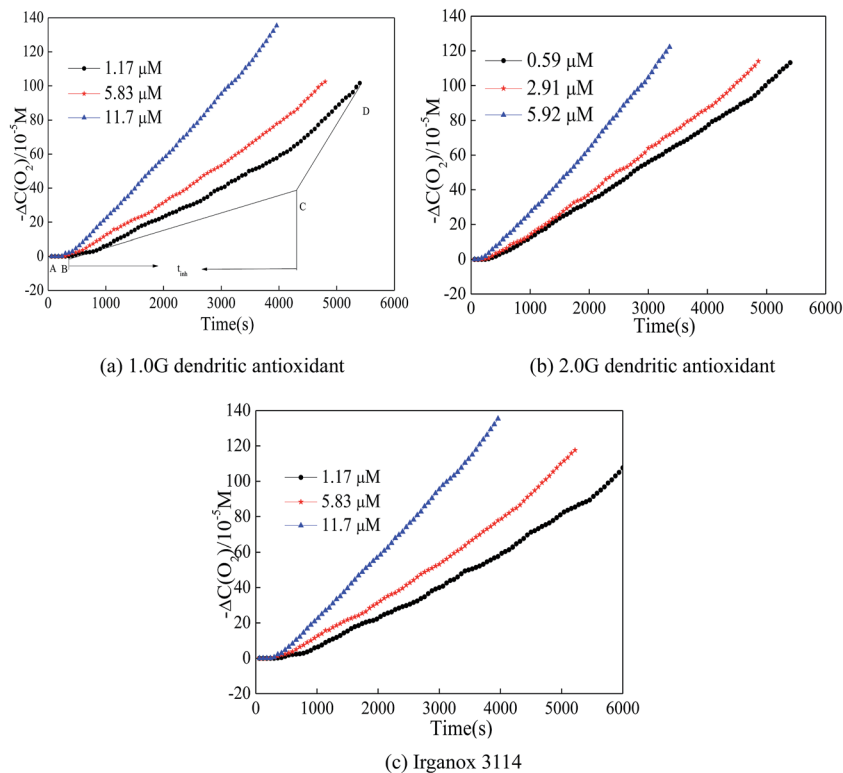 140
120
100
80
60
40
20
0
-20
-ΔC(O2)/10-5M
1.17 μM
5.83 μM
11.7 μM
A B
C
D
tinh
0 1000 2000 3000 4000 5000 6000
Time(s)
(a) 1.0G dendritic antioxidant
140
120
100
80
60
40
20
0
-20
-ΔC(O2)/10-5M
0.59 μM
2.91 μM
5.92 μM
0 1000 2000 3000 4000 5000 6000
Time(s)
(b) 2.0G dendritic antioxidant
140
120
100
80
60
40
20
0
-20
-ΔC(O2)/10-5M
1.17 μM
5.83 μM
11.7 μM
0 1000 2000 3000 4000 5000 6000
Time(s)
(c) Irganox 3114